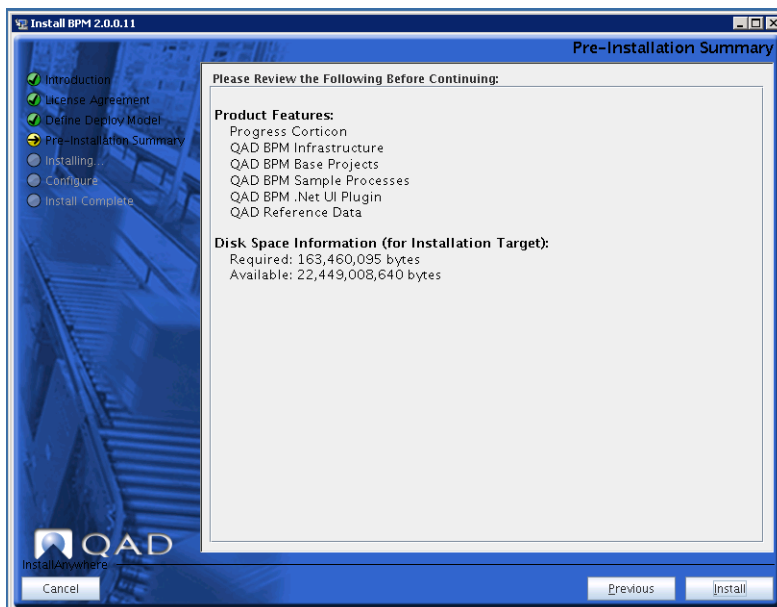 Install BPM 2.0.0.11
Pre-Installation Summary
Introduction
License Agreement
Define Deploy Model
Pre-Installation Summary
Installing...
Configure
Install Complete
Please Review the Following Before Continuing:
Product Features:
Progress Corticon
QAD BPM Infrastructure
QAD BPM Base Projects
QAD BPM Sample Processes
QAD BPM .Net UI Plugin
QAD Reference Data
Disk Space Information (for Installation Target):
Required: 163,460,095 bytes
Available: 22,449,008,640 bytes
QAD
InstallAnywhere
Cancel
Previous
Install